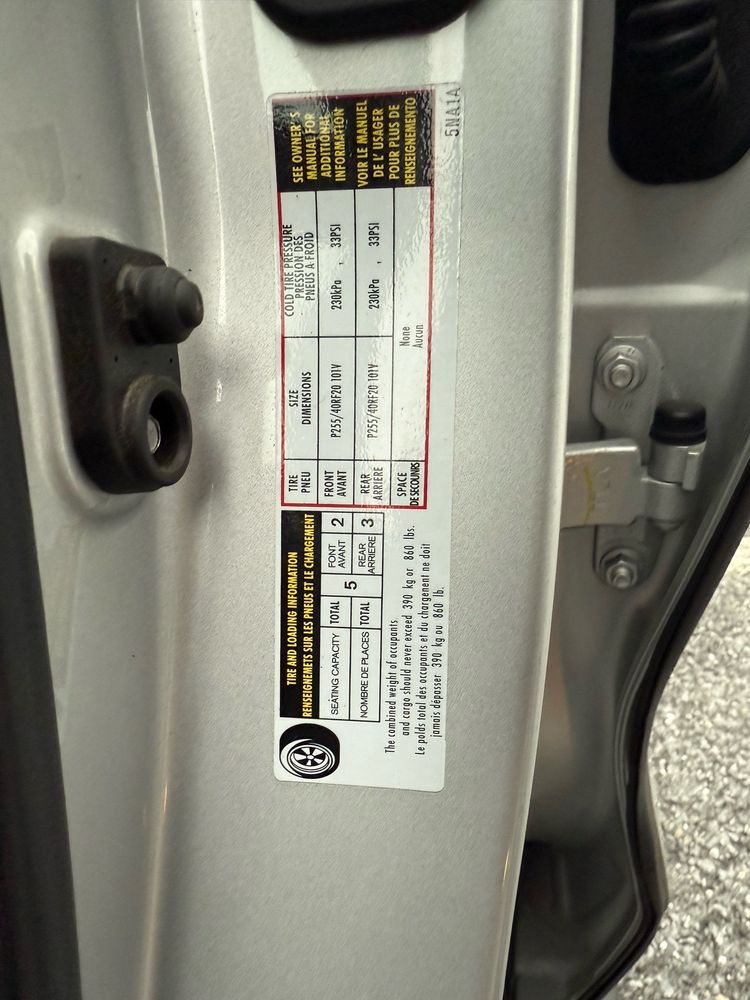 TIRE AND LOADING INFORMATION
RENSEIGNEMETS SUR LES PNEUS ET LE CHARGEMENT
SEATING CAPACITY TOTAL 5 FONT AVANT 2
NOMBRE DE PLACES TOTAL REAR ARRIERE 3
The combined weight of occupants
and cargo should never exceed 390 kg or 860 lbs.
Le poids total des occupants et du chargenent ne doit
jamais dépasser 390 kg ou 860 lb.
TIRE PNEU SIZE DIMENSIONS COLD TIRE PRESSURE PRESSION DES PNEUS A FROID
FRONT AVANT P255/40RF20 101V 230kPa , 33PSI
REAR ARRIERE P255/40RF20 101V 230kPa , 33PSI
SPACE DESECOUNRS None Aucun
SEE OWNER'S
MANUAL FOR
ADDITIONAL
INFORMATION
VOIR LE MANUEL
DE L' USAGER
POUR PLUS DE
RENSEIGNEMENTO
5NA1A